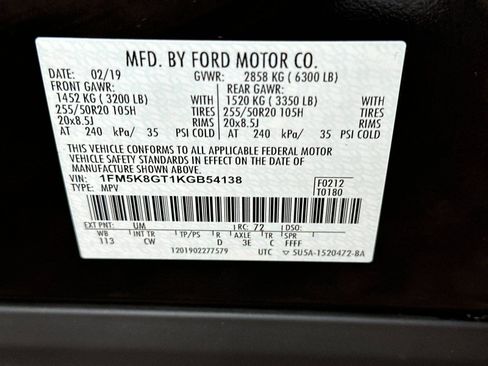 MFD. BY FORD MOTOR CO.
DATE: 02/19 GVWR: 2858 KG ( 6300 LB)
FRONT GAWR: REAR GAWR:
1452 KG ( 3200 LB) WITH 1520 KG ( 3350 LB) WITH
255/50R20 105H TIRES 255/50R20 105H TIRES
20x8.5J RIMS 20x8.5J RIMS
AT 240 kPa/ 35 PSI COLD AT 240 kPa/ 35 PSI COLD
THIS VEHICLE CONFORMS TO ALL APPLICABLE FEDERAL MOTOR
VEHICLE SAFETY STANDARDS IN EFFECT ON THE DATE OF
MANUFACTURE SHOWN ABOVE.
VIN: 1FM5K8GT1KGB54138 F0212
TYPE: MPV T0180
EXT PNT: UM RC: 72 DSO:
WB INT TR TP/PS R AXLE TR SPR
113 CW D 3E C FFFF
1201902277579 UTC ▽ 5U5A-1520472-BA